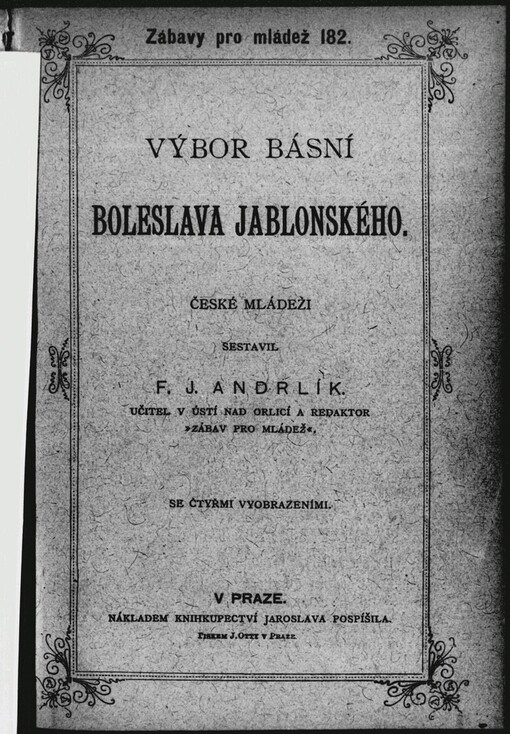 Zábavy pro mládež 182.
VÝBOR BÁSNÍ
BOLESLAVA JABLONSKÉHO.
ČESKÉ MLÁDEŽI
SESTAVIL
F. J. ANDRLÍK.
UČITEL V ÚSTÍ NAD ORLICÍ A REDAKTOR
»ZÁBAV PRO MLÁDEŽ«.
SE ČTYŘMI VYOBRAZENÍMI.
V PRAZE.
NÁKLADEM KNIHKUPECTVÍ JAROSLAVA POSPÍŠILA.
TISKEM J. OTTY V PRAZE.